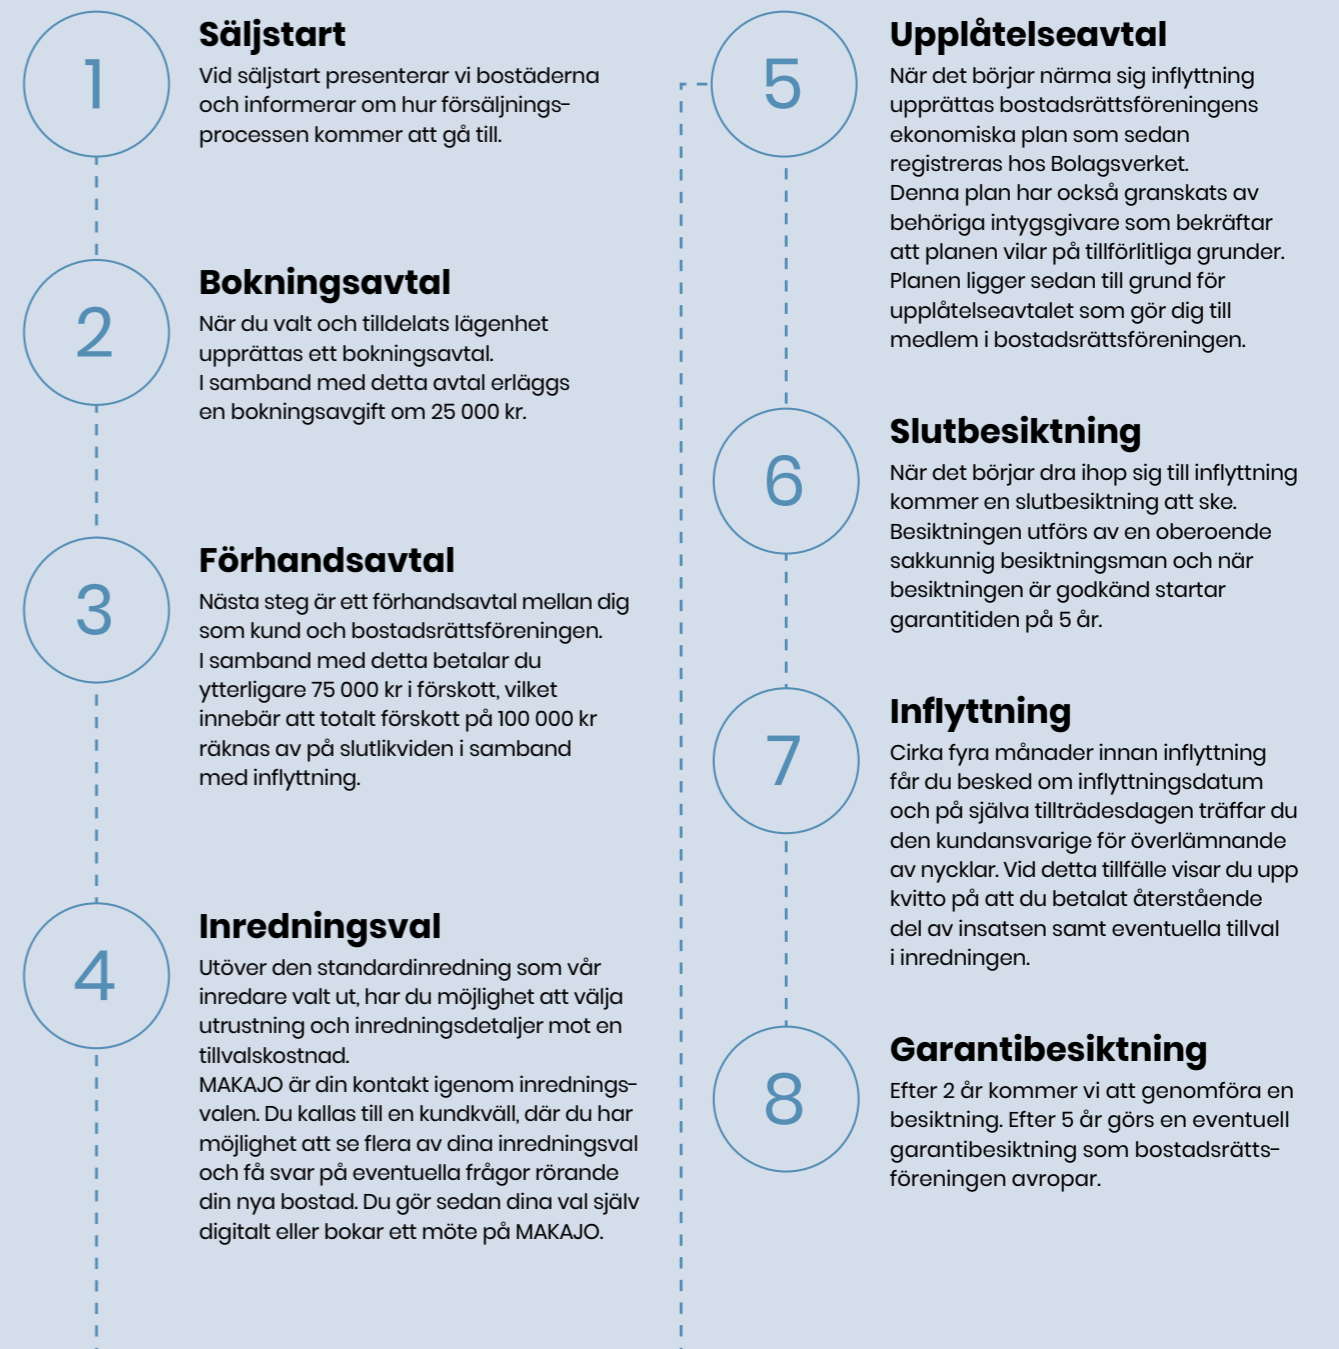 1
Säljstart
Vid säljstart presenterar vi bostäderna
och informerar om hur försäljnings-
processen kommer att gå till.
2
Bokningsavtal
När du valt och tilldelats lägenhet
upprättas ett bokningsavtal.
I samband med detta avtal erläggs
en bokningsavgift om 25 000 kr.
3
Förhandsavtal
Nästa steg är ett förhandsavtal mellan dig
som kund och bostadsrättsföreningen.
I samband med detta betalar du
ytterligare 75 000 kr i förskott, vilket
innebär att totalt förskott på 100 000 kr
räknas av på slutlikviden i samband
med inflyttning.
4
Inredningsval
Utöver den standardinredning som vår
inredare valt ut, har du möjlighet att välja
utrustning och inredningsdetaljer mot en
tillvalskostnad.
MAKAJO är din kontakt igenom inrednings-
valen. Du kallas till en kundkväll, där du har
möjlighet att se flera av dina inredningsval
och få svar på eventuella frågor rörande
din nya bostad. Du gör sedan dina val själv
digitalt eller bokar ett möte på MAKAJO.
5
Upplåtelseavtal
När det börjar närma sig inflyttning
upprättas bostadsrättsföreningens
ekonomiska plan som sedan
registreras hos Bolagsverket.
Denna plan har också granskats av
behöriga intygsgivare som bekräftar
att planen vilar på tillförlitliga grunder.
Planen ligger sedan till grund för
upplåtelseavtalet som gör dig till
medlem i bostadsrättsföreningen.
6
Slutbesiktning
När det börjar dra ihop sig till inflyttning
kommer en slutbesiktning att ske.
Besiktningen utförs av en oberoende
sakkunnig besiktningsman och när
besiktningen är godkänd startar
garantitiden på 5 år.
7
Inflyttning
Cirka fyra månader innan inflyttning
får du besked om inflyttningsdatum
och på själva tillträdesdagen träffar du
den kundansvarige för överlämnande
av nycklar. Vid detta tillfälle visar du upp
kvitto på att du betalat återstående
del av insatsen samt eventuella tillval
i inredningen.
8
Garantibesiktning
Efter 2 år kommer vi att genomföra en
besiktning. Efter 5 år görs en eventuell
garantibesiktning som bostadsrätts-
föreningen avropar.